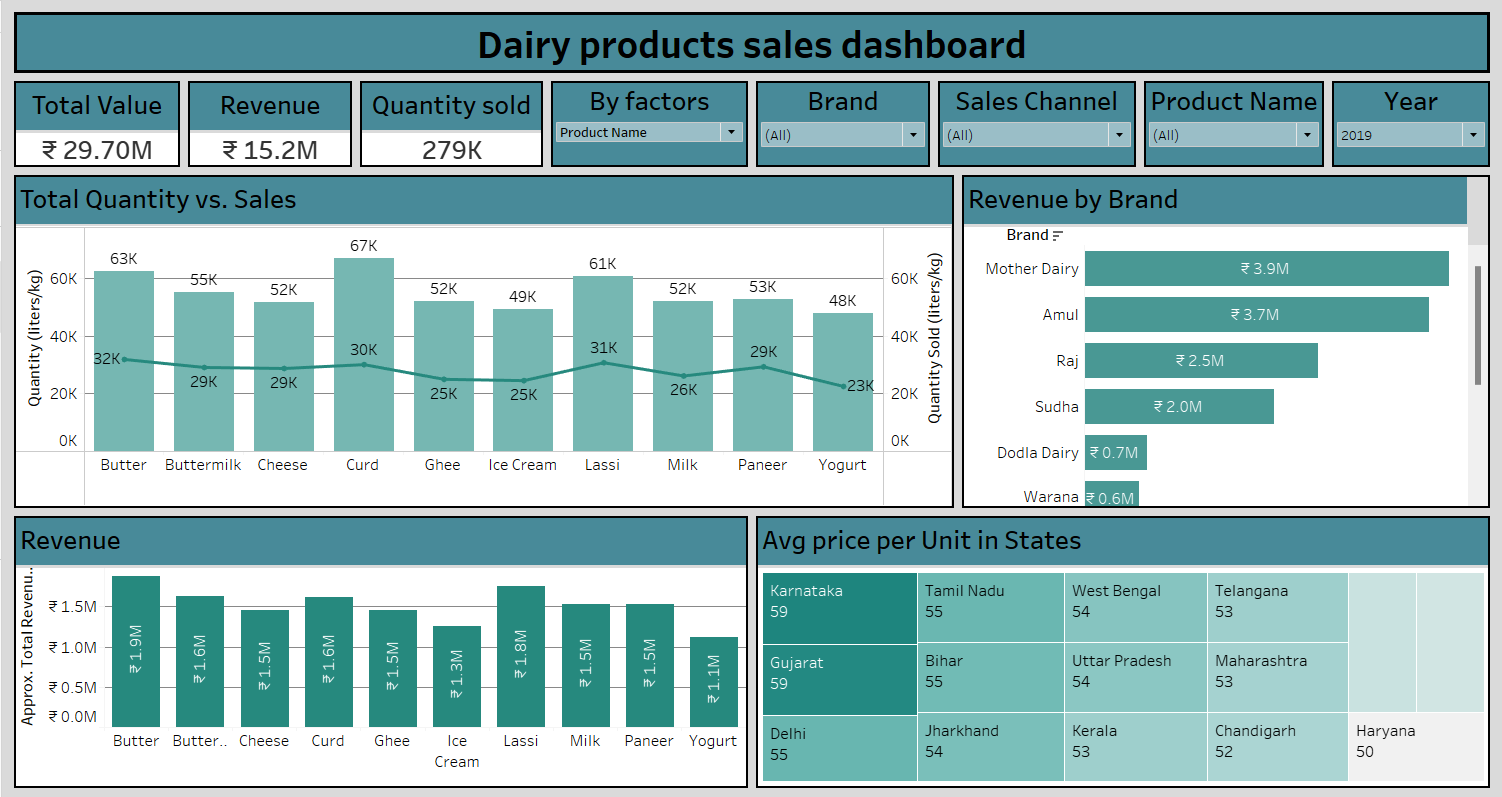 Dairy products sales dashboard
Total Value
₹ 29.70M
Revenue
₹ 15.2M
Quantity sold
279K
By factors
Product Name
Brand
(All)
Sales Channel
(All)
Product Name
(All)
Year
2019
Total Quantity vs. Sales
Quantity (liters/kg)
60K
40K
20K
0K
63K
55K
52K
67K
52K
49K
61K
52K
53K
48K
32K
29K
29K
30K
25K
25K
31K
26K
29K
23K
60K
40K
20K
0K
Quantity Sold (liters/kg)
Butter Buttermilk Cheese Curd Ghee Ice Cream Lassi Milk Paneer Yogurt
Revenue by Brand
Brand
Mother Dairy ₹ 3.9M
Amul ₹ 3.7M
Raj ₹ 2.5M
Sudha ₹ 2.0M
Dodla Dairy ₹ 0.7M
Warana ₹ 0.6M
Revenue
Approx. Total Revenu..
₹ 1.5M
₹ 1.0M
₹ 0.5M
₹ 0.0M
₹ 1.9M
₹ 1.6M
₹ 1.5M
₹ 1.6M
₹ 1.5M
₹ 1.3M
₹ 1.8M
₹ 1.5M
₹ 1.5M
₹ 1.1M
Butter Butter.. Cheese Curd Ghee Ice Lassi Milk Paneer Yogurt
Cream
Avg price per Unit in States
Karnataka
59
Gujarat
59
Delhi
55
Tamil Nadu
55
Bihar
55
Jharkhand
54
West Bengal
54
Uttar Pradesh
54
Kerala
53
Telangana
53
Maharashtra
53
Chandigarh
52
Haryana
50